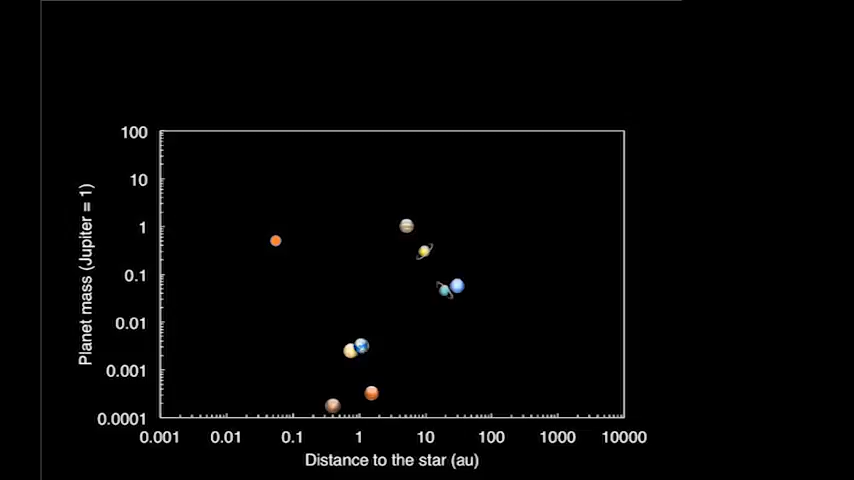 100
10
1
0.1
0.01
0.001
0.0001
Planet mass (Jupiter = 1)
0.001 0.01 0.1 1 10 100 1000 10000
Distance to the star (au)